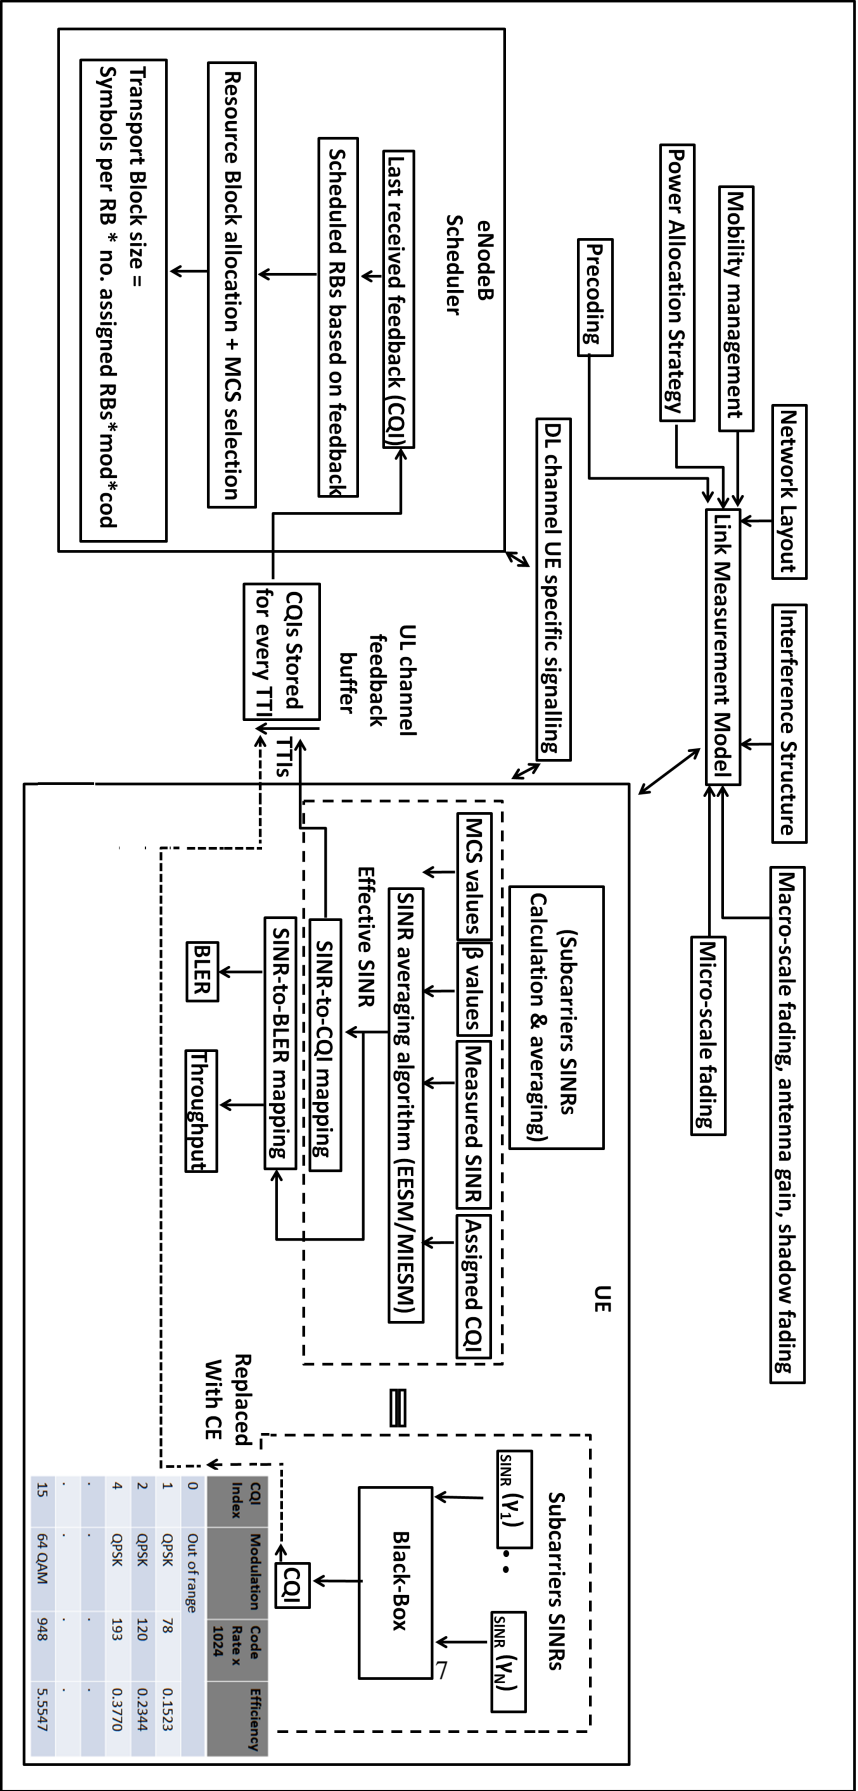 Network Layout
Interference Structure
Macro-scale fading, antenna gain, shadow fading
Mobility management
Link Measurement Model
Micro-scale fading
Power Allocation Strategy
Precoding
DL channel UE specific signalling
eNodeB
Scheduler
Last received feedback (CQI)
Scheduled RBs based on feedback
Resource Block allocation + MCS selection
Transport Block size =
Symbols per RB * no. assigned RBs*mod*cod
UL channel
feedback
buffer
CQIs Stored
for every TTI
TTIs
UE
(Subcarriers SINRs
Calculation & averaging)
MCS values
β values
Measured SINR
Assigned CQI
SINR averaging algorithm (EESM/MIESM)
Effective SINR
SINR-to-CQI mapping
SINR-to-BLER mapping
BLER
Throughput
Replaced
With CE
Subcarriers SINRs
SINR (γ1)
..
SINR (γN)
Black-Box
CQI
CQI Index Modulation Code Rate x 1024 Efficiency
0 Out of range
1 QPSK 78 0.1523
2 QPSK 120 0.2344
4 QPSK 193 0.3770
. . . .
. . . .
15 64 QAM 948 5.5547
7